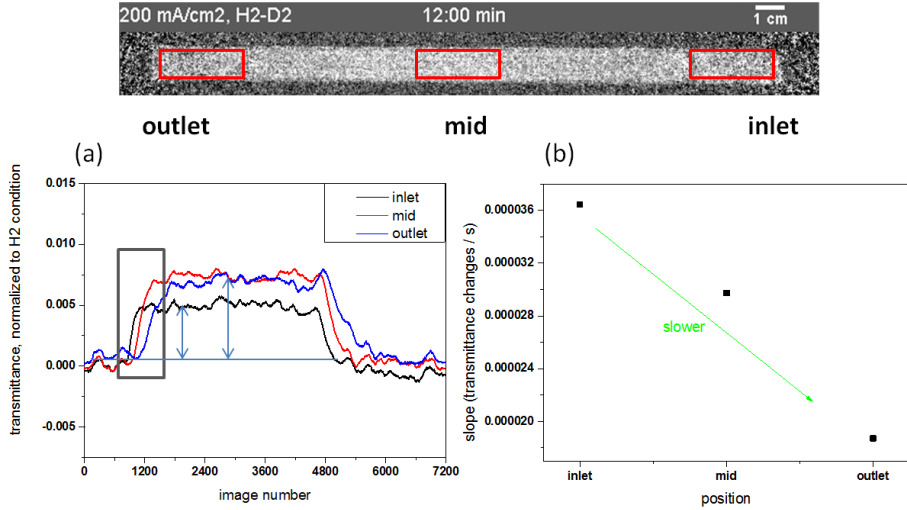 200 mA/cm2, H2-D2 12:00 min 1 cm
outlet mid inlet
(a) (b)
transmittance, normalized to H2 condition
0.015
0.010
0.005
0.000
-0.005
inlet
mid
outlet
0 1200 2400 3600 4800 6000 7200
image number
slope (transmittance changes / s)
0.000036
0.000032
0.000028
0.000024
0.000020
slower
inlet mid outlet
position